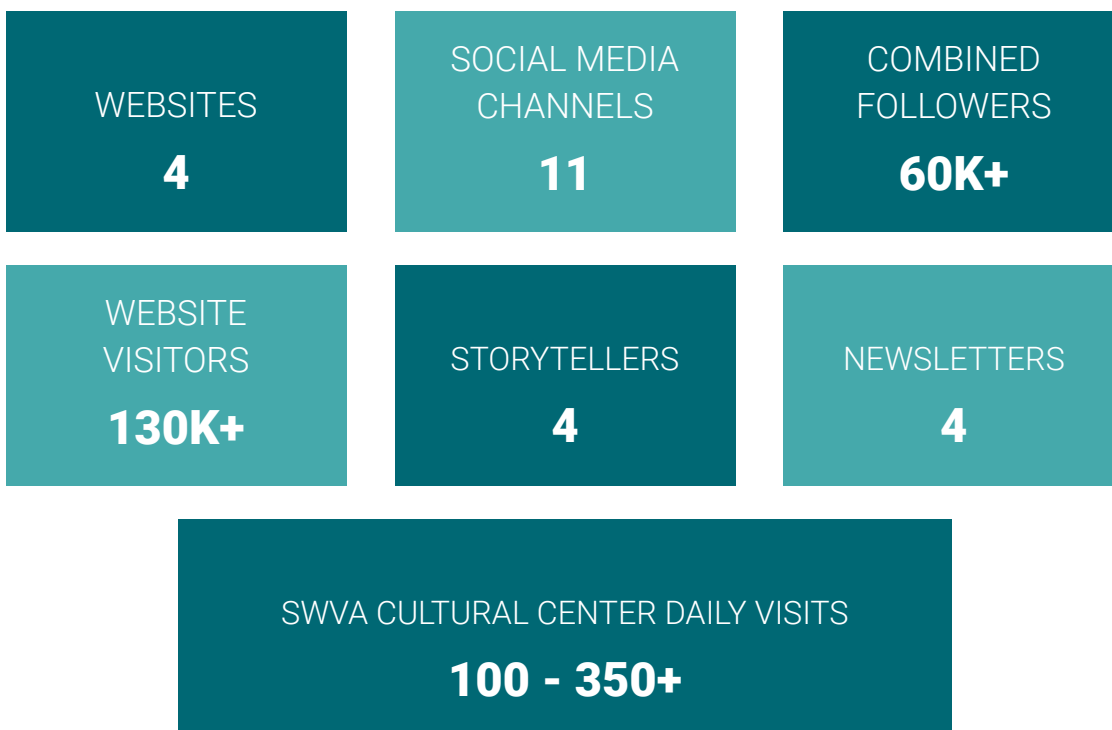 WEBSITES
4
SOCIAL MEDIA
CHANNELS
11
COMBINED
FOLLOWERS
60K+
WEBSITE
VISITORS
130K+
STORYTELLERS
4
NEWSLETTERS
4
SWVA CULTURAL CENTER DAILY VISITS
100 - 350+